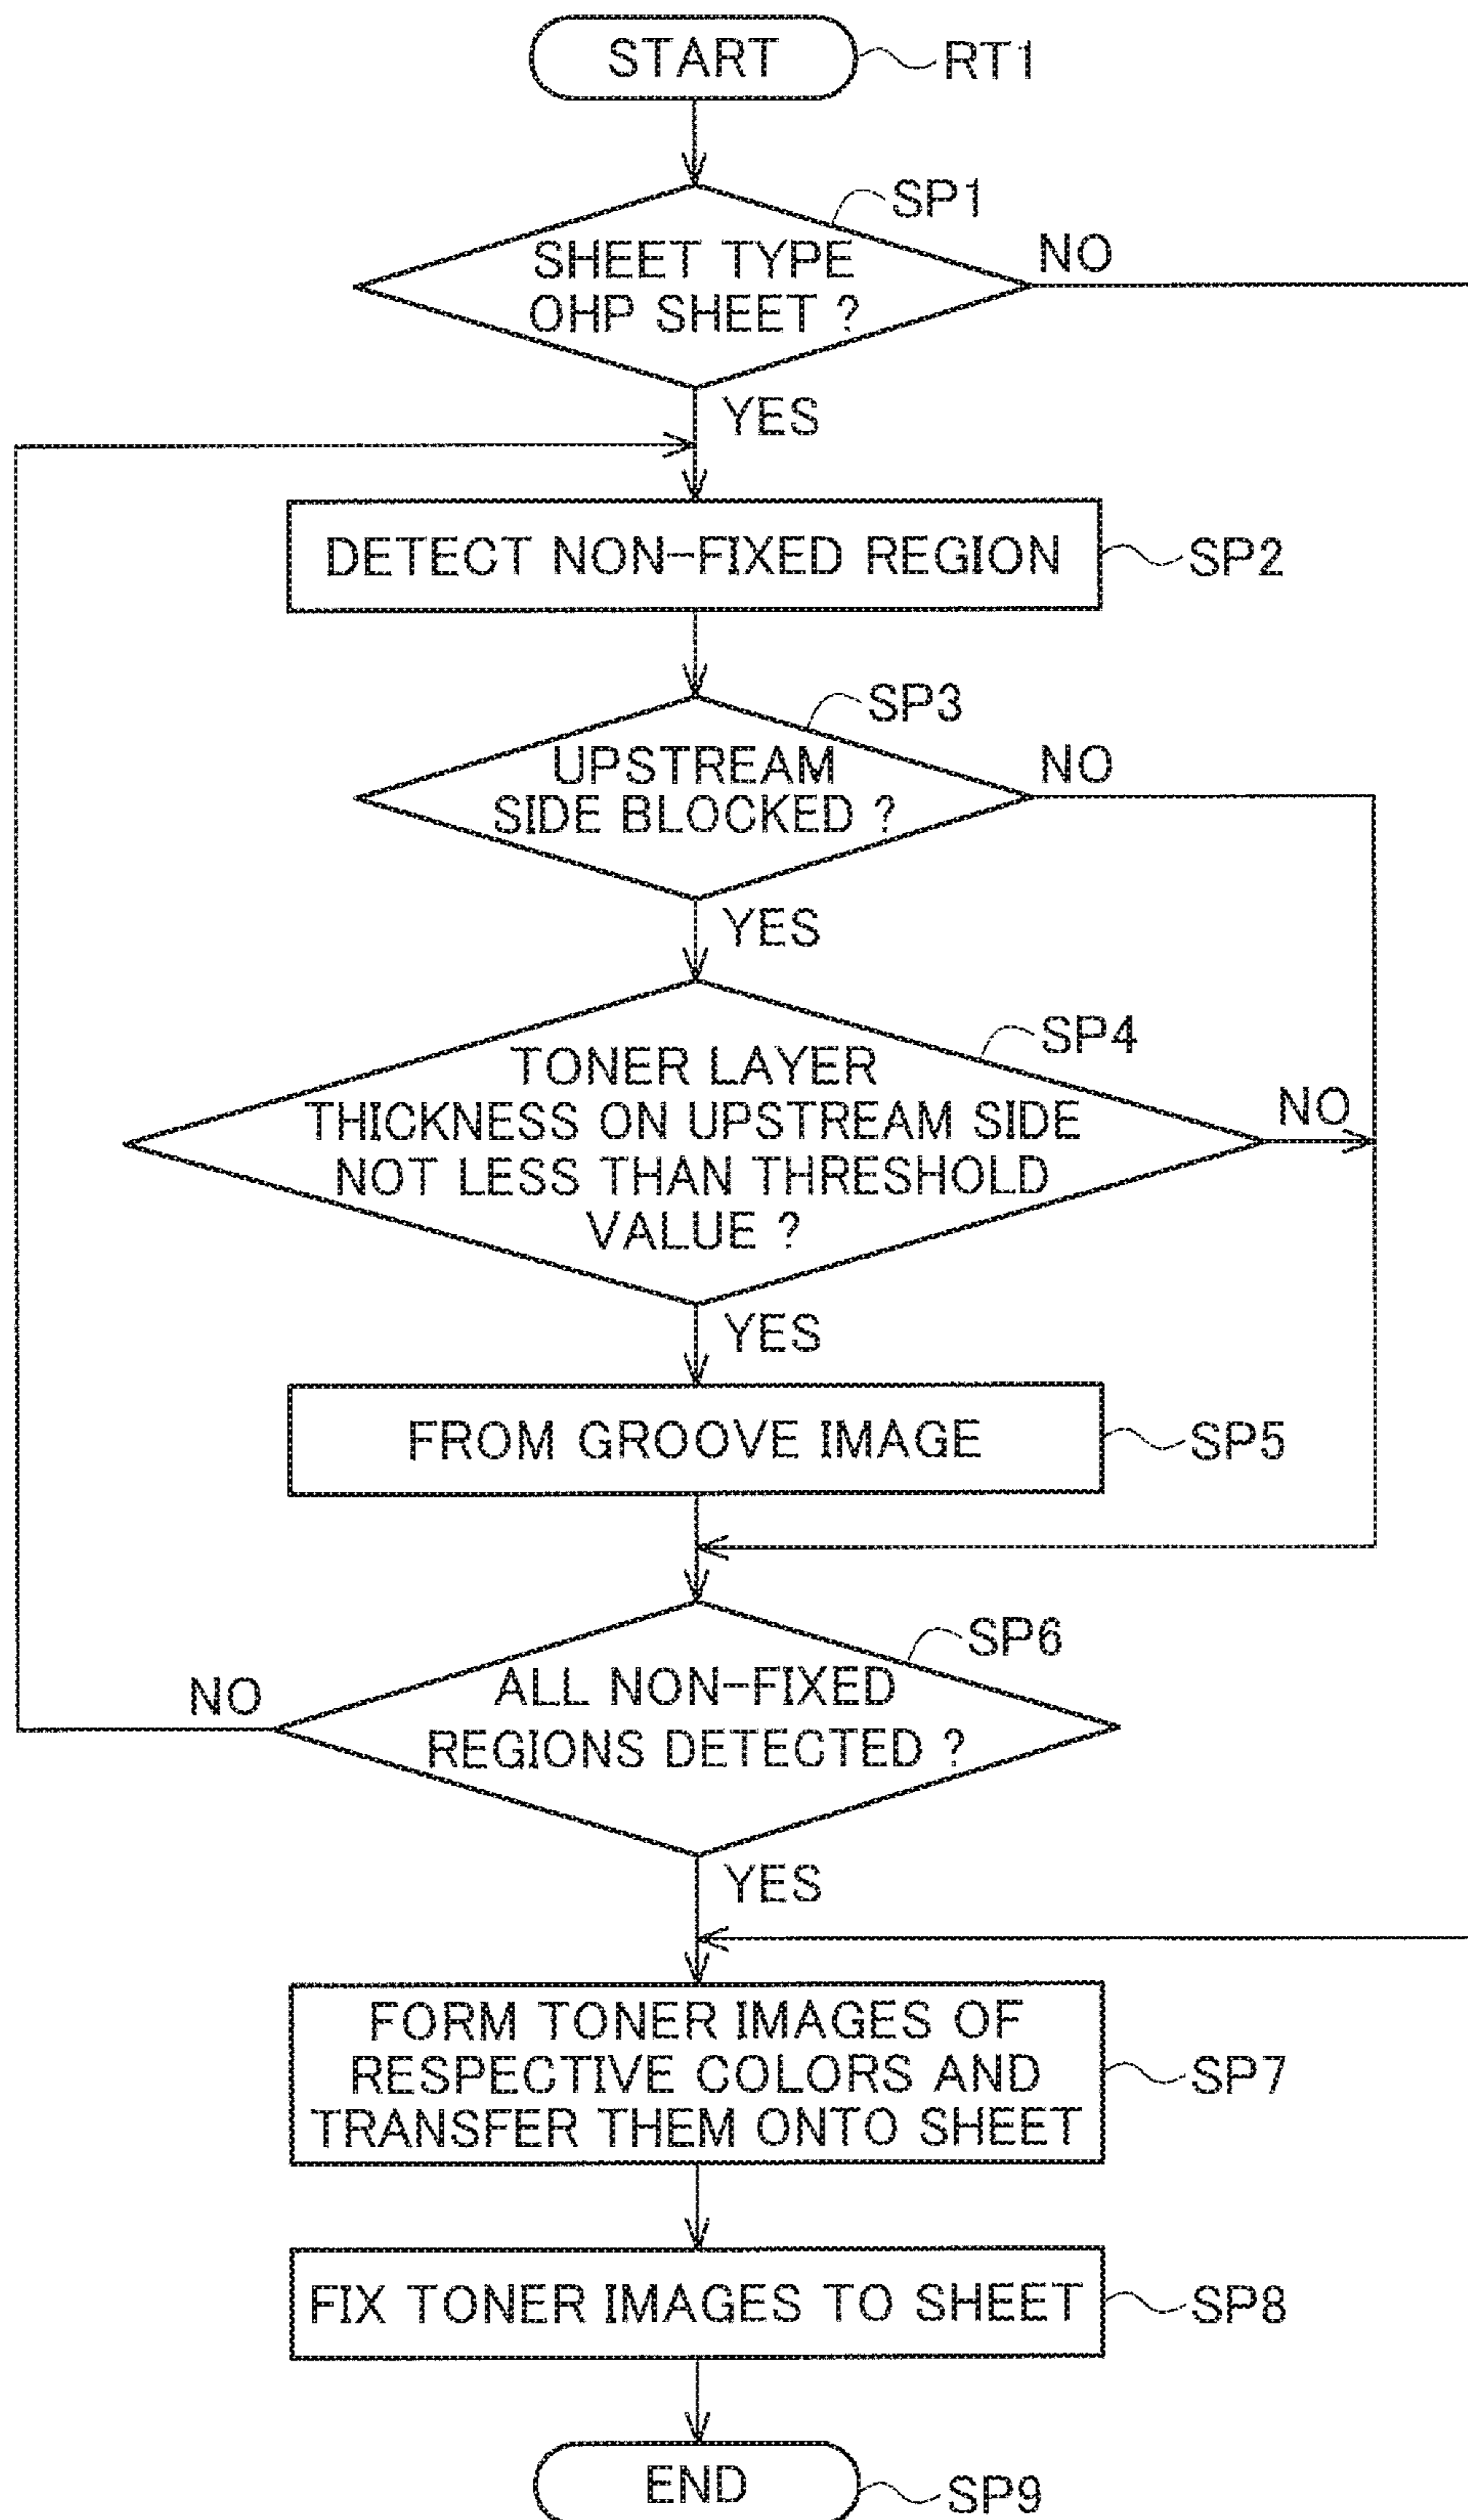 START
RT1
SP1
SHEET TYPE
OHP SHEET ?
NO
YES
DETECT NON-FIXED REGION
SP2
SP3
UPSTREAM
SIDE BLOCKED ?
NO
YES
SP4
TONER LAYER
THICKNESS ON UPSTREAM SIDE
NOT LESS THAN THRESHOLD
VALUE ?
NO
YES
FROM GROOVE IMAGE
SP5
SP6
ALL NON-FIXED
REGIONS DETECTED ?
NO
YES
FORM TONER IMAGES OF
RESPECTIVE COLORS AND
TRANSFER THEM ONTO SHEET
SP7
FIX TONER IMAGES TO SHEET
SP8
END
SP9